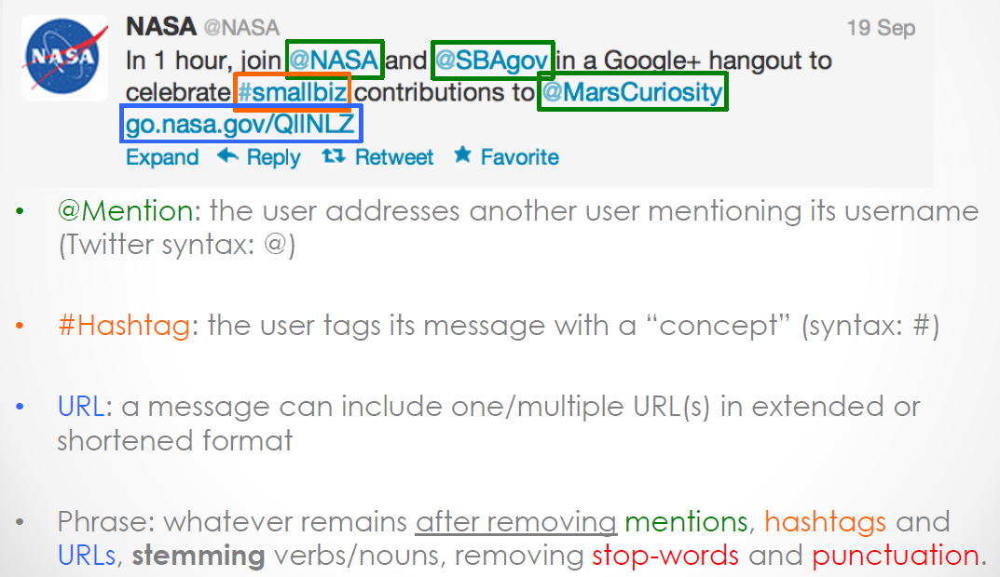 NASA
NASA @NASA 19 Sep
In 1 hour, join @NASA and @SBAgov in a Google+ hangout to
celebrate #smallbiz contributions to @MarsCuriosity
go.nasa.gov/QIINLZ
Expand Reply Retweet Favorite
• @Mention: the user addresses another user mentioning its username
(Twitter syntax: @)
• #Hashtag: the user tags its message with a “concept” (syntax: #)
• URL: a message can include one/multiple URL(s) in extended or
shortened format
• Phrase: whatever remains after removing mentions, hashtags and
URLs, stemming verbs/nouns, removing stop-words and punctuation.